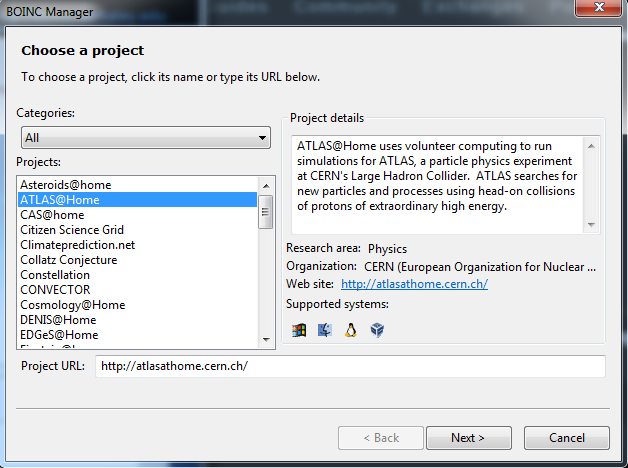 BOINC Manager
Choose a project
To choose a project, click its name or type its URL below.
Categories:
All
Projects:
Asteroids@home
ATLAS@Home
CAS@home
Citizen Science Grid
Climateprediction.net
Collatz Conjecture
Constellation
CONVECTOR
Cosmology@Home
DENIS@Home
EDGeS@Home
Project details
ATLAS@Home uses volunteer computing to run
simulations for ATLAS, a particle physics experiment
at CERN's Large Hadron Collider.  ATLAS searches for
new particles and processes using head-on collisions
of protons of extraordinary high energy.
Research area: Physics
Organization: CERN (European Organization for Nuclear ...
Web site: http://atlasathome.cern.ch/
Supported systems:
Project URL: http://atlasathome.cern.ch/
< Back
Next >
Cancel